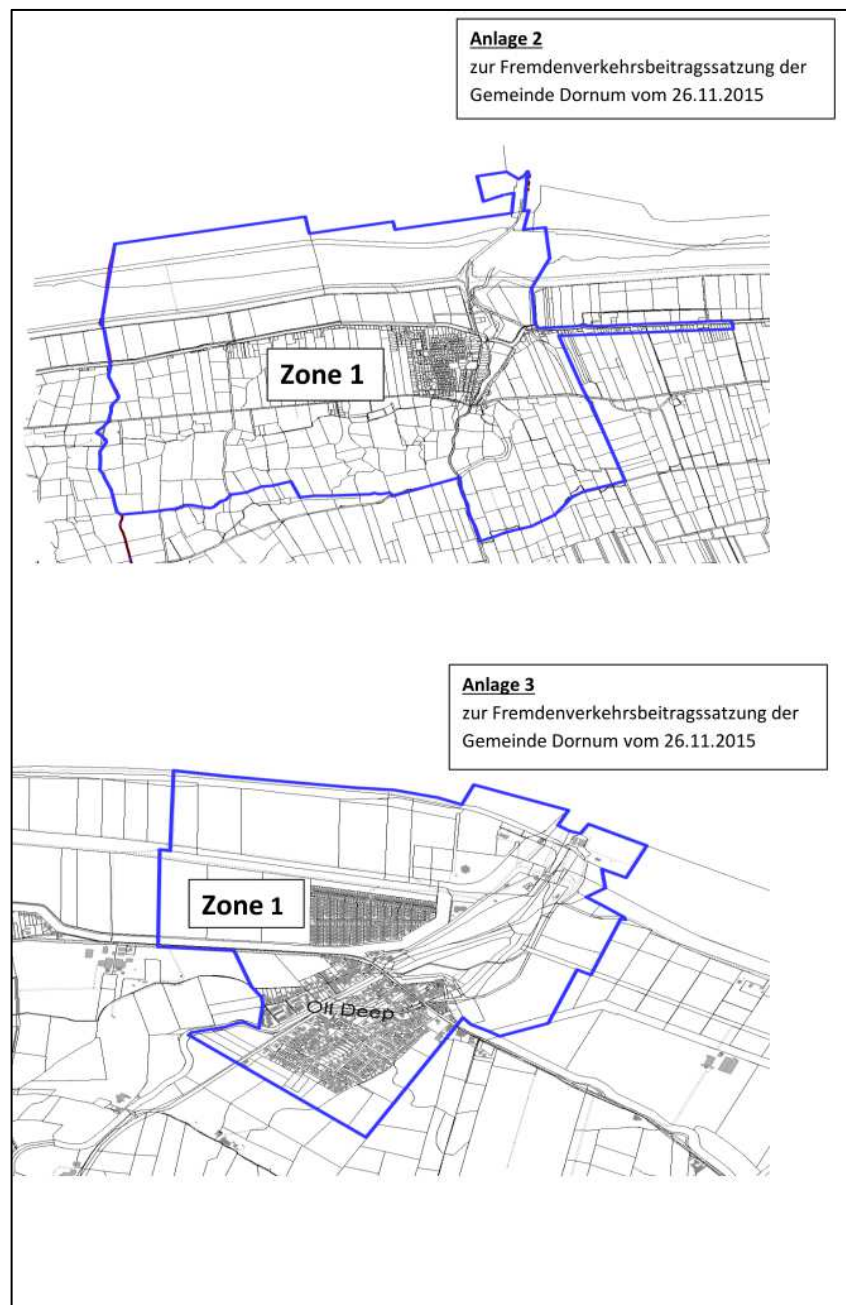 Anlage 2
zur Fremdenverkehrsbeitragssatzung der
Gemeinde Dornum vom 26.11.2015
Zone 1
Anlage 3
zur Fremdenverkehrsbeitragssatzung der
Gemeinde Dornum vom 26.11.2015
Zone 1
Oll Deep